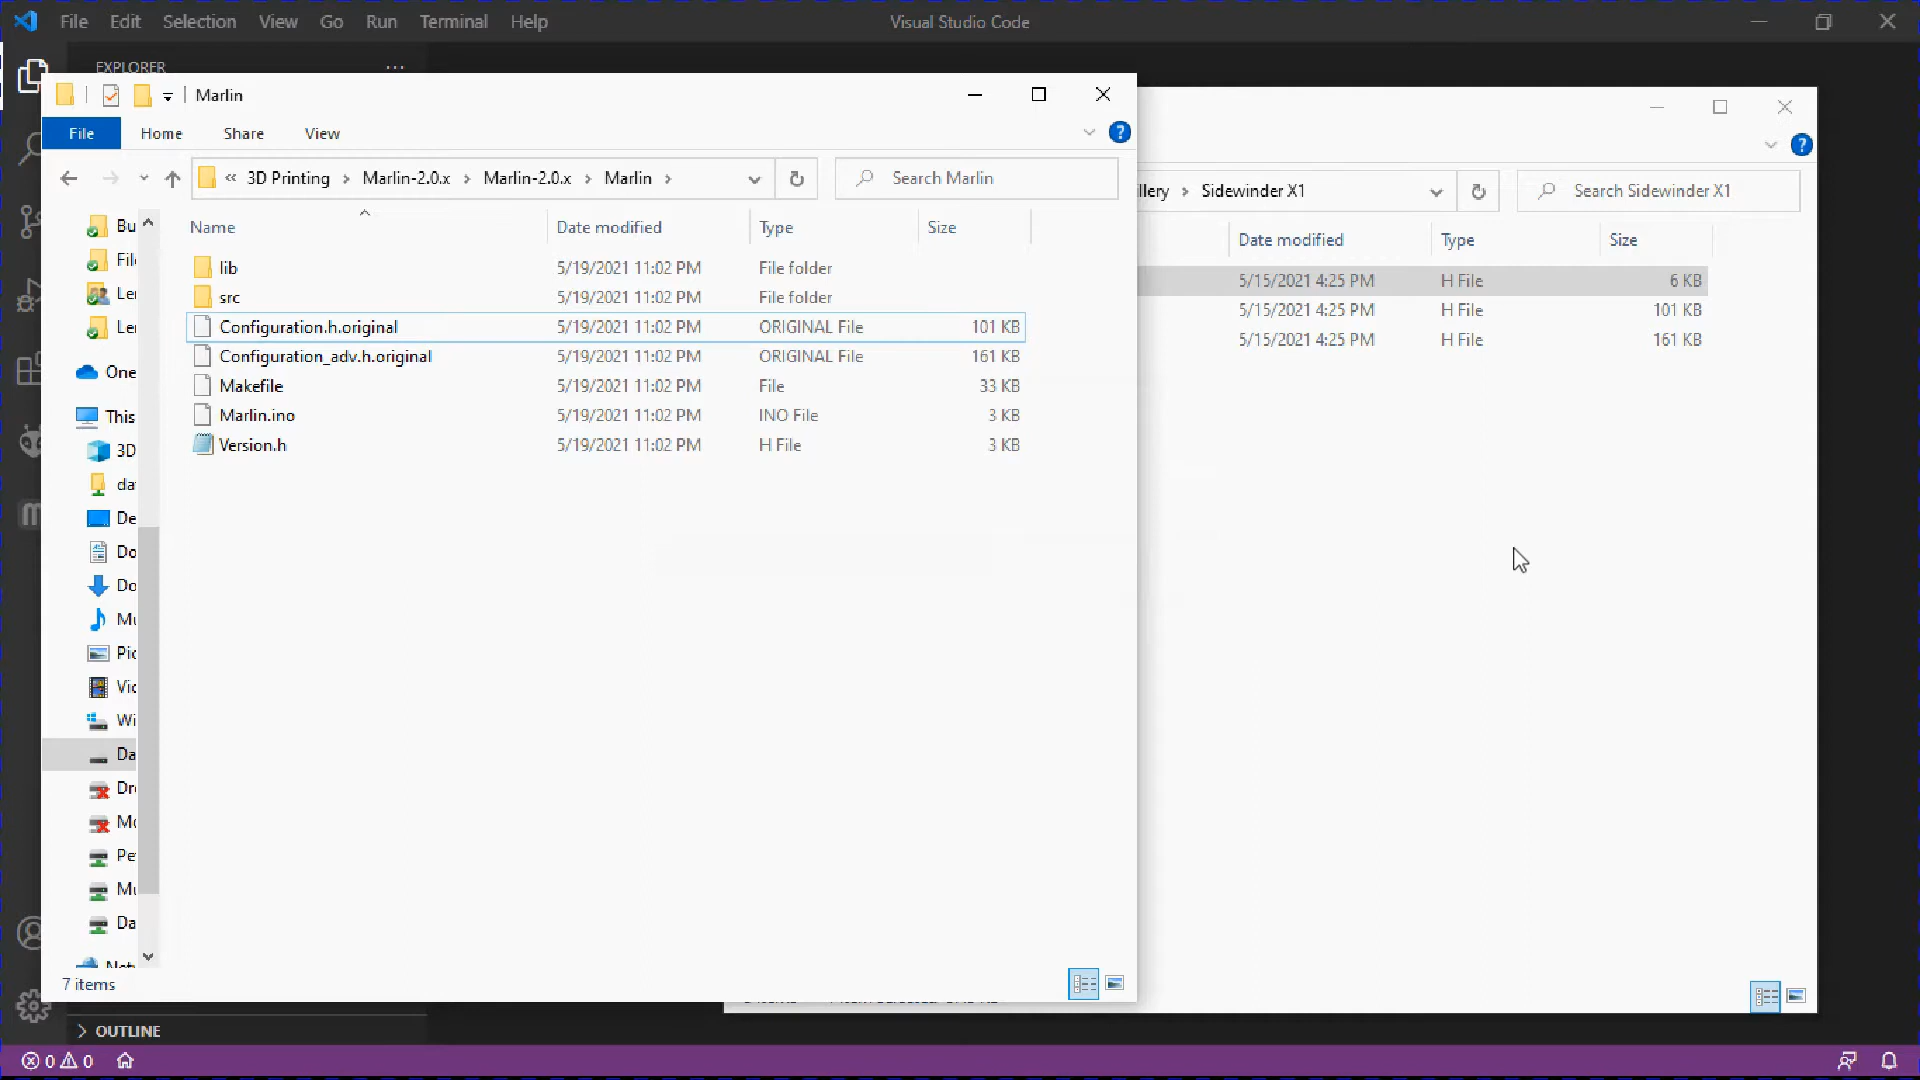 File Edit Selection View Go Run Terminal Help Visual Studio Code
EXPLORER ...
Marlin
File Home Share View
« 3D Printing › Marlin-2.0.x › Marlin-2.0.x › Marlin ›
Search Marlin
llery › Sidewinder X1
Search Sidewinder X1
Name Date modified Type Size
lib 5/19/2021 11:02 PM File folder
src 5/19/2021 11:02 PM File folder
Configuration.h.original 5/19/2021 11:02 PM ORIGINAL File 101 KB
Configuration_adv.h.original 5/19/2021 11:02 PM ORIGINAL File 161 KB
Makefile 5/19/2021 11:02 PM File 33 KB
Marlin.ino 5/19/2021 11:02 PM INO File 3 KB
Version.h 5/19/2021 11:02 PM H File 3 KB
Date modified Type Size
5/15/2021 4:25 PM H File 6 KB
5/15/2021 4:25 PM H File 101 KB
5/15/2021 4:25 PM H File 161 KB
Bu
File
Ler
Ler
One
This
3D
da
De
Do
Do
Mu
Pic
Vic
Wi
Da
Dr
Mo
Pe
Mu
Da
7 items
OUTLINE
0 0